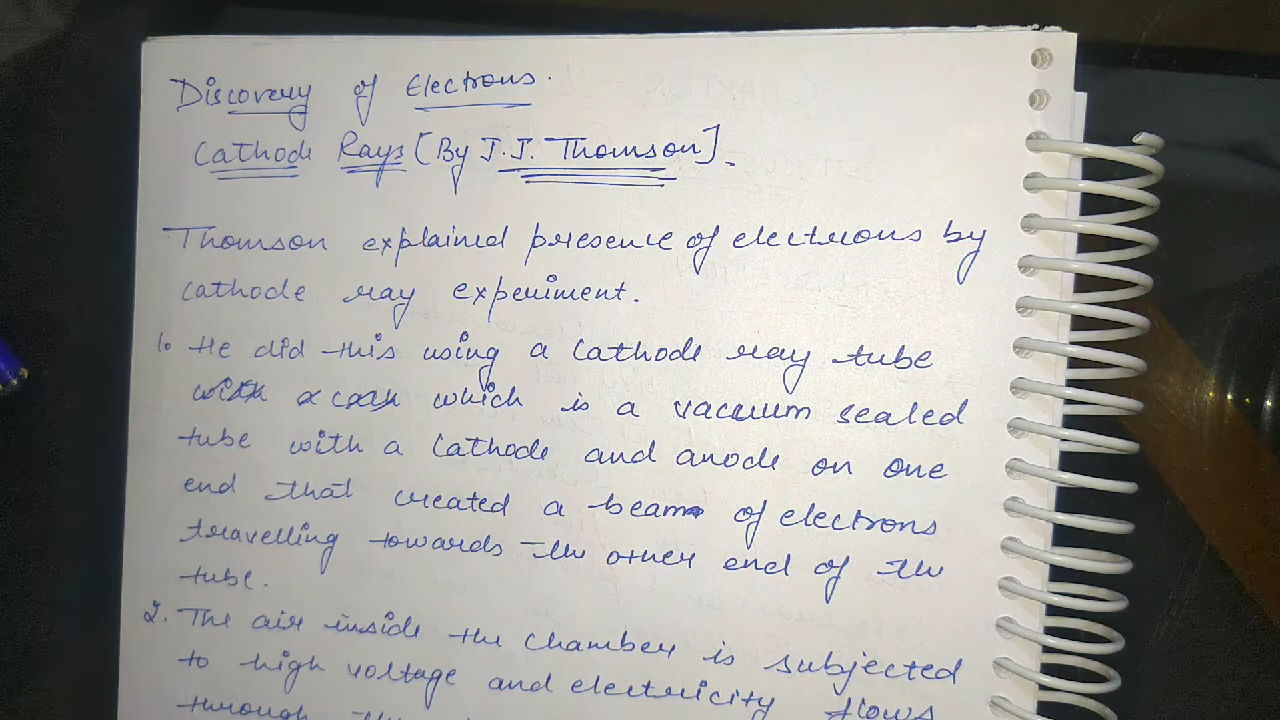 Discovery of Electrons.
Cathode Rays [By J.J. Thomson].
Thomson explained presence of electrons by
cathode ray experiment.
1. He did this using a cathode ray tube
which is a vacuum sealed
tube with a cathode and anode on one
end that created a beam of electrons
travelling towards the other end of the
tube.
2. The air inside the chamber is subjected
to high voltage and electricity flows
through the